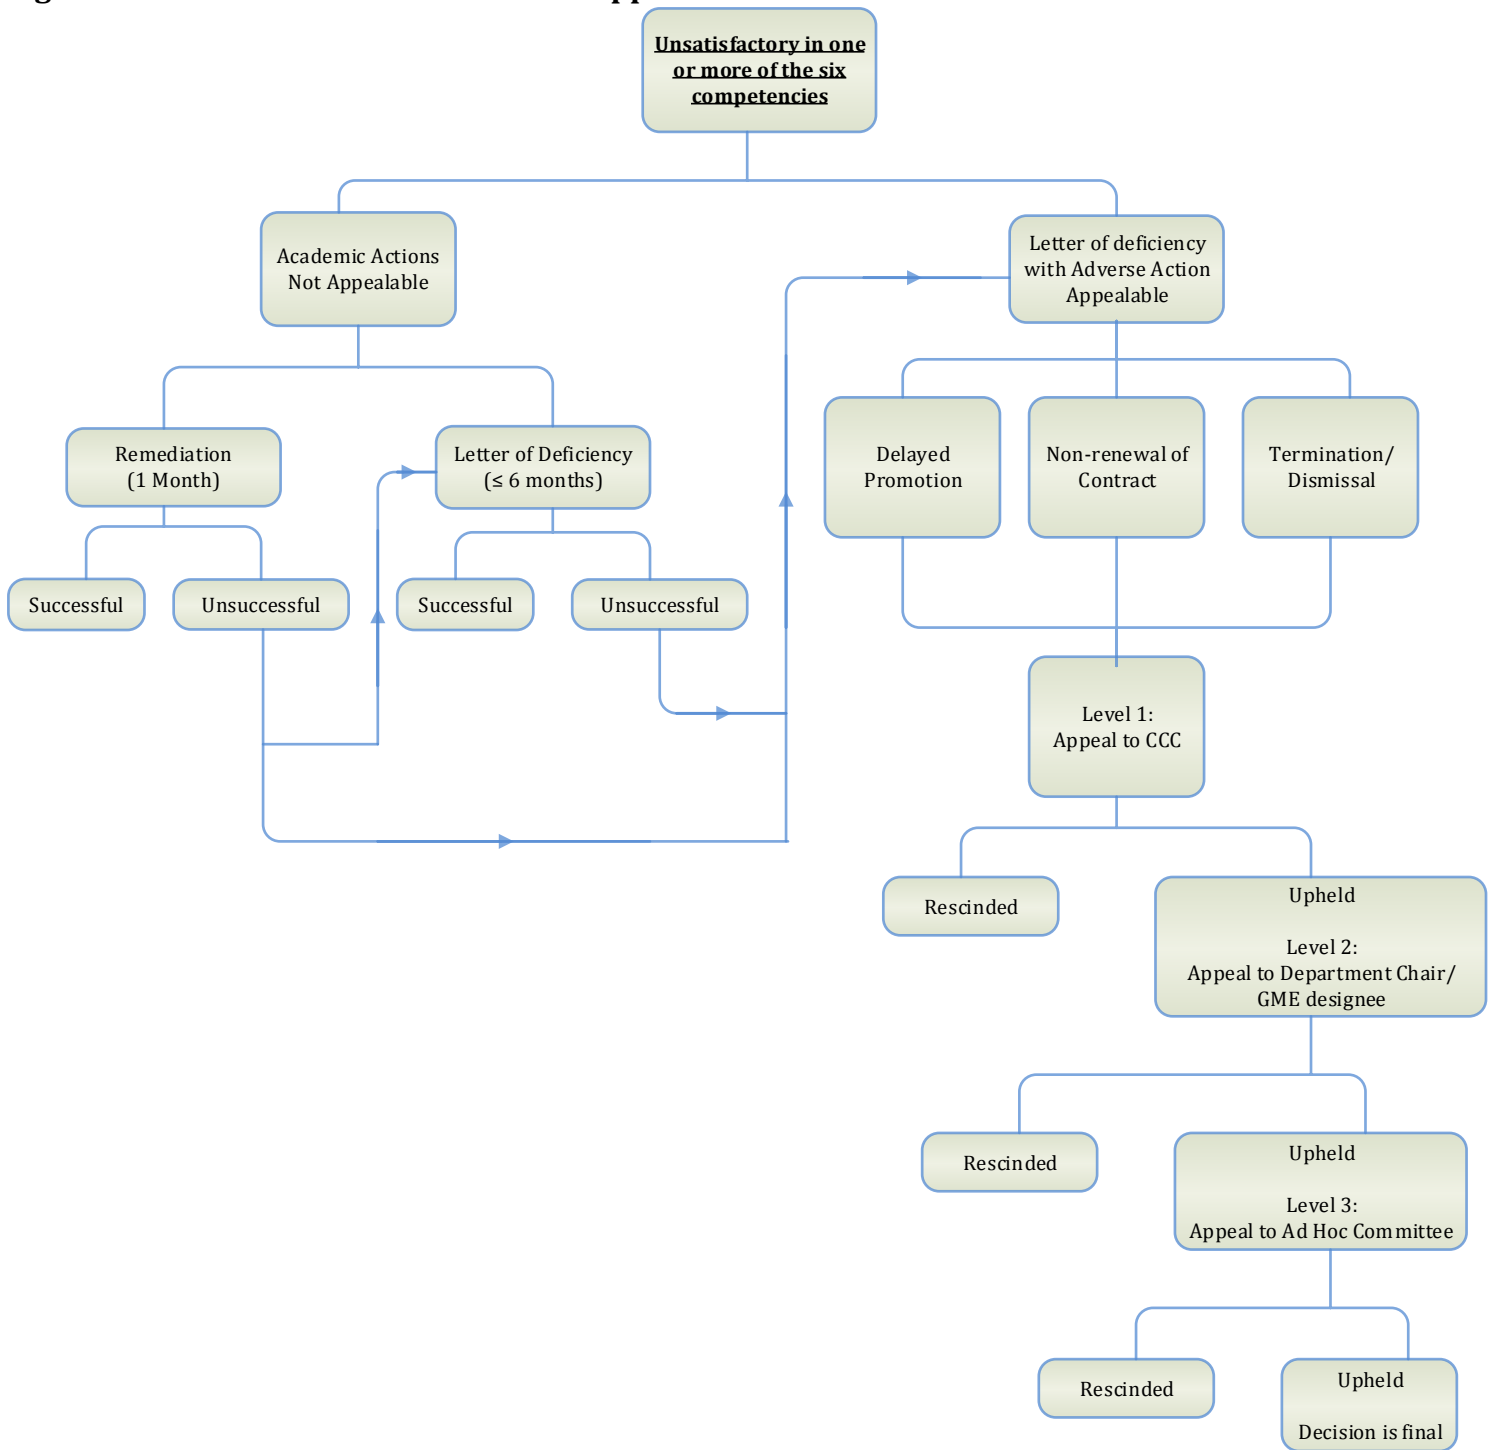 Unsatisfactory in one
or more of the six
competencies
Academic Actions
Not Appealable
Letter of deficiency
with Adverse Action
Appealable
Remediation
(1 Month)
Letter of Deficiency
(≤ 6 months)
Delayed
Promotion
Non-renewal of
Contract
Termination/
Dismissal
Successful
Unsuccessful
Successful
Unsuccessful
Level 1:
Appeal to CCC
Rescinded
Upheld
Level 2:
Appeal to Department Chair/
GME designee
Rescinded
Upheld
Level 3:
Appeal to Ad Hoc Committee
Rescinded
Upheld
Decision is final